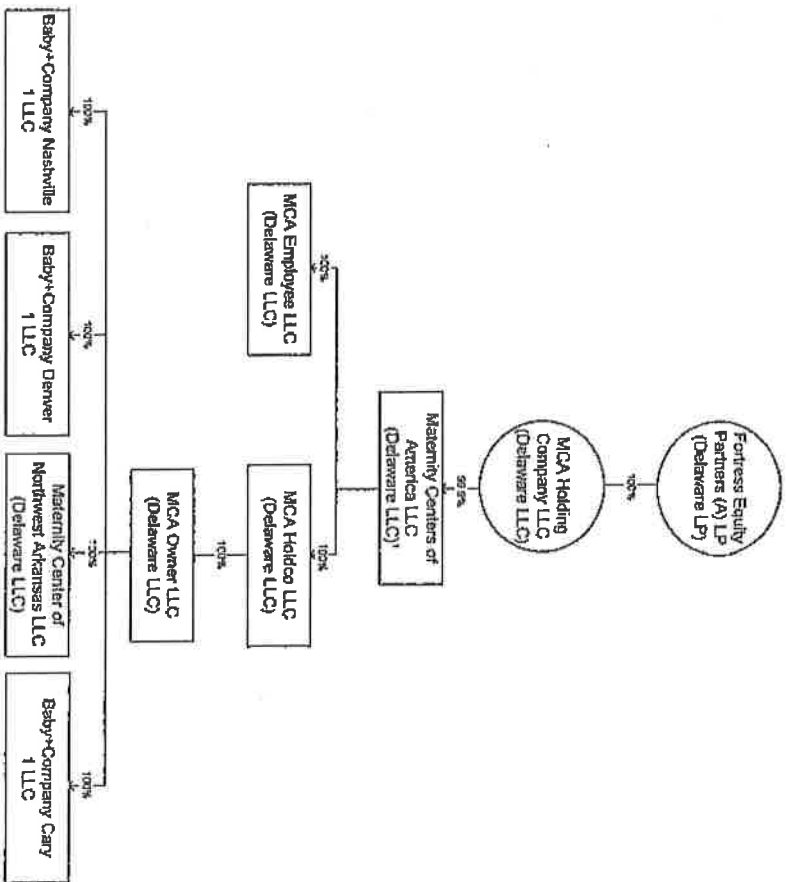 Fortress Equity
Partners (A) LP
(Delaware LP)
100%
MCA Holding
Company LLC
(Delaware LLC)
99.9%
Maternity Centers of
America LLC
(Delaware LLC)¹
100%
100%
MCA Employee LLC
(Delaware LLC)
MCA Holdco LLC
(Delaware LLC)
100%
MCA Owner LLC
(Delaware LLC)
100%
100%
100%
100%
Baby+Company Nashville
1 LLC
Baby+Company Denver
1 LLC
Maternity Center of
Northwest Arkansas LLC
(Delaware LLC)
Baby+Company Cary
1 LLC